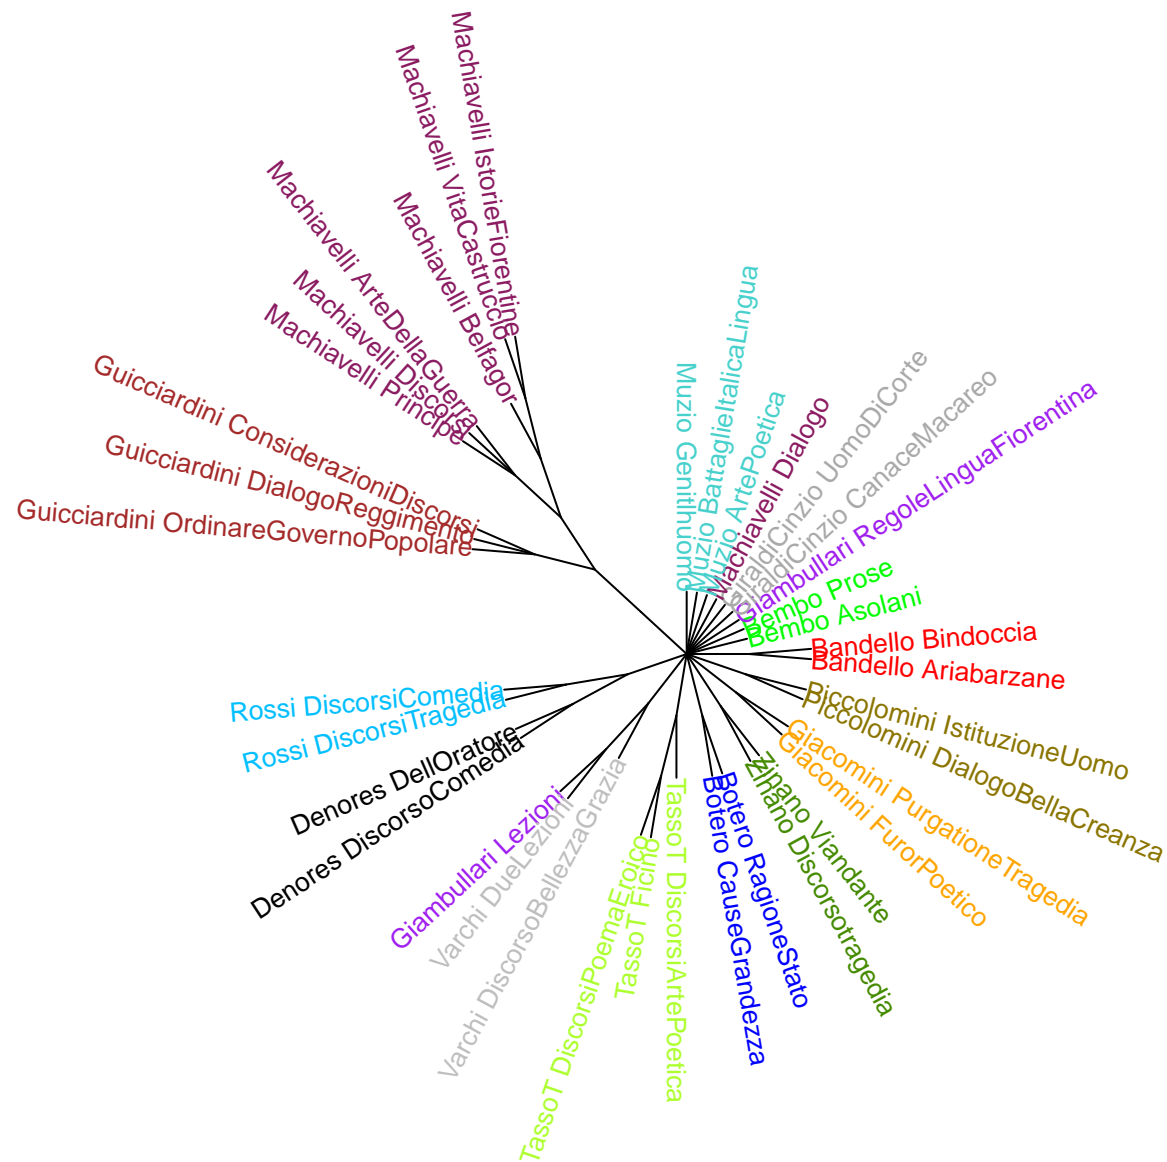 Machiavelli IstorieFiorentine
Machiavelli VitaCastruccio
Machiavelli Belfagor
Machiavelli ArteDellaGuerra
Machiavelli Discorsi
Machiavelli Principe
Guicciardini ConsiderazioniDiscorsi
Guicciardini DialogoReggimento
Guicciardini OrdinareGovernoPopolare
Rossi DiscorsiComedia
Rossi DiscorsiTragedia
Denores DellOratore
Denores DiscorsoComedia
Giambullari Lezioni
Varchi DueLezioni
Varchi DiscorsoBellezzaGrazia
TassoT DiscorsiPoemaEroico
TassoT Ficino
TassoT DiscorsiArtePoetica
Botero CauseGrandezza
Botero RagioneStato
Zinano Discorsotragedia
Zinano Viandante
Giacomini FurorPoetico
Giacomini PurgationeTragedia
Piccolomini DialogoBellaCreanza
Piccolomini IstituzioneUomo
Bandello Ariabarzane
Bandello Bindoccia
Bembo Asolani
Bembo Prose
Giambullari RegoleLinguaFiorentina
GiraldiCinzio CanaceMacareo
GiraldiCinzio UomoDiCorte
Machiavelli Dialogo
Muzio ArtePoetica
Muzio BattaglieItalicaLingua
Muzio Genitlhuomo